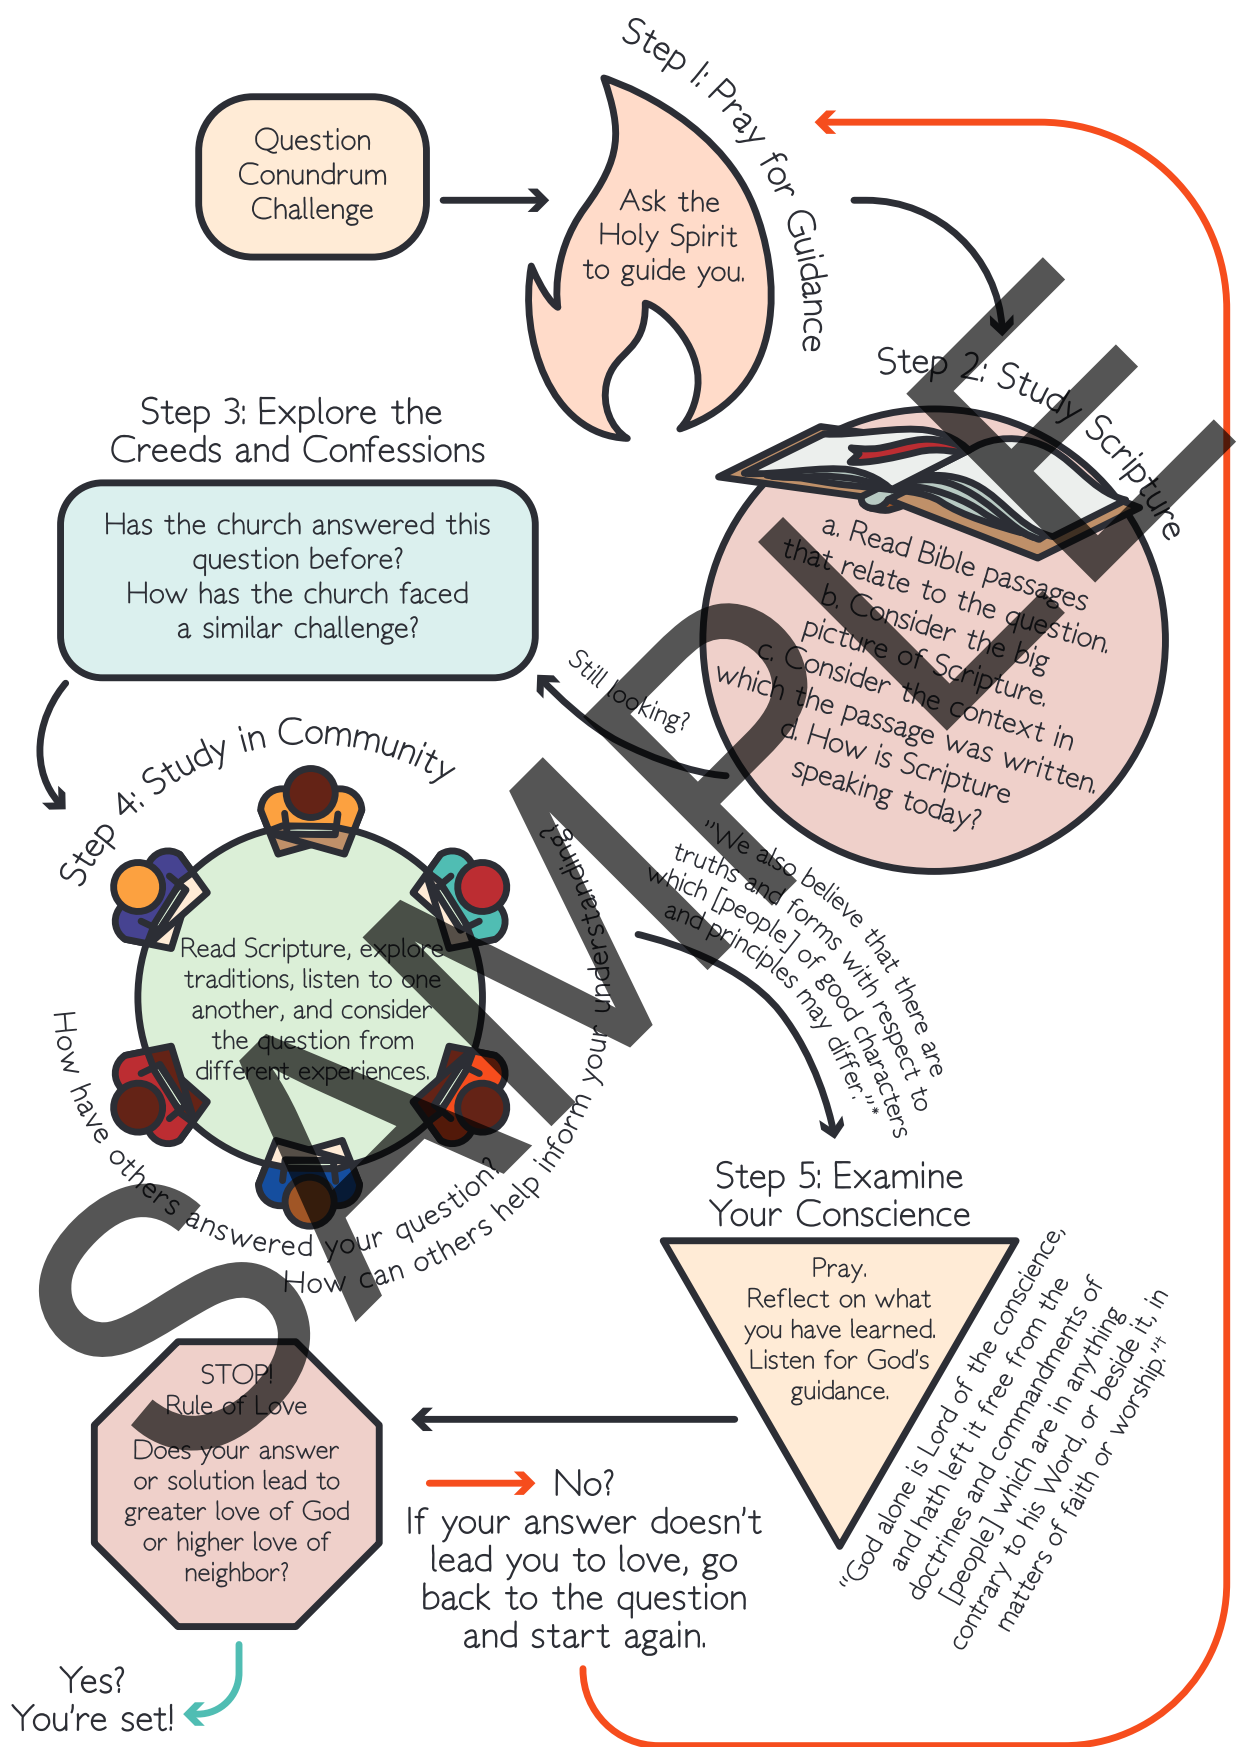 Question
Conundrum
Challenge
Step 1: Pray for Guidance
Ask the
Holy Spirit
to guide you.
Step 2: Study Scripture
a. Read Bible passages
that relate to the question.
b. Consider the big
picture of Scripture.
c. Consider the context in
which the passage was written.
d. How is Scripture
speaking today?
Still looking?
Step 3: Explore the
Creeds and Confessions
Has the church answered this
question before?
How has the church faced
a similar challenge?
Step 4: Study in Community
Read Scripture, explore
traditions, listen to one
another, and consider
the question from
different experiences.
How have others answered your question?
How can others help inform your understanding?
"We also believe that there are
truths and forms with respect to
which [people] of good characters
and principles may differ."*
Step 5: Examine
Your Conscience
Pray.
Reflect on what
you have learned.
Listen for God's
guidance.
"God alone is Lord of the conscience,
and hath left it free from the
doctrines and commandments of
[people] which are in anything
contrary to his Word, or beside it, in
matters of faith or worship."†
STOP!
Rule of Love
Does your answer
or solution lead to
greater love of God
or higher love of
neighbor?
No?
If your answer doesn't
lead you to love, go
back to the question
and start again.
Yes?
You're set!
SAMPLE